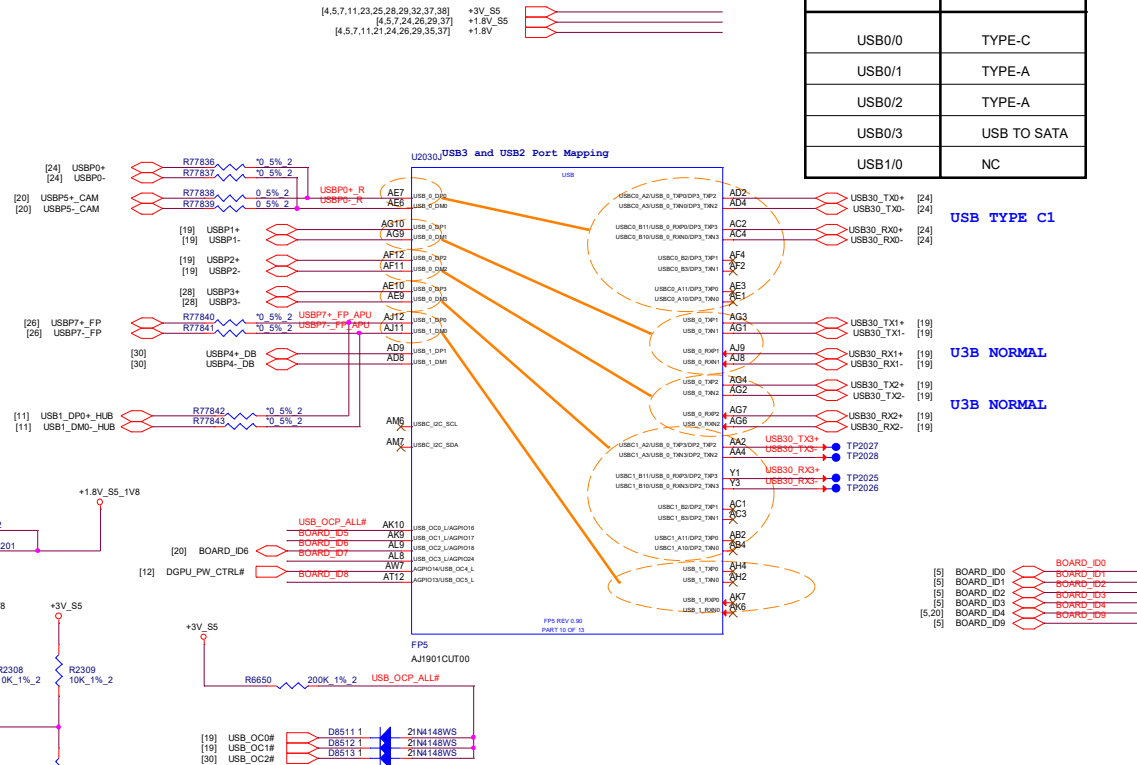 [4,5,7,11,23,25,28,29,32,37,38] +3V_S5
[4,5,7,24,26,29,37] +1.8V_S5
[4,5,7,11,21,24,26,29,35,37] +1.8V
USB0/0 TYPE-C
USB0/1 TYPE-A
USB0/2 TYPE-A
USB0/3 USB TO SATA
USB1/0 NC
U2030J USB3 and USB2 Port Mapping
USB
[24] USBP0+ R77836 *0_5%_2
[24] USBP0- R77837 *0_5%_2
[20] USBP5+_CAM R77838 0_5%_2 USBP0+_R AE7 USB_0_DP0
[20] USBP5-_CAM R77839 0_5%_2 USBP0-_R AE6 USB_0_DM0
[19] USBP1+ AG10 USB_0_DP1
[19] USBP1- AG9 USB_0_DM1
[19] USBP2+ AF12 USB_0_DP2
[19] USBP2- AF11 USB_0_DM2
[28] USBP3+ AE10 USB_0_DP3
[28] USBP3- AE9 USB_0_DM3
[26] USBP7+_FP R77840 *0_5%_2 USBP7+_FP_APU AJ12 USB_1_DP0
[26] USBP7-_FP R77841 *0_5%_2 USBP7-_FP_APU AJ11 USB_1_DM0
[30] USBP4+_DB AD9 USB_1_DP1
[30] USBP4-_DB AD8 USB_1_DM1
[11] USB1_DP0+_HUB R77842 *0_5%_2
[11] USB1_DM0-_HUB R77843 *0_5%_2
AM6 USBC_I2C_SCL
AM7 USBC_I2C_SDA
USBC0_A2/USB_0_TXP0/DP3_TXP2 AD2 USB30_TX0+ [24]
USBC0_A3/USB_0_TXN0/DP3_TXN2 AD4 USB30_TX0- [24]
USB TYPE C1
USBC0_B11/USB_0_RXP0/DP3_TXP3 AC2 USB30_RX0+ [24]
USBC0_B10/USB_0_RXN0/DP3_TXN3 AC4 USB30_RX0- [24]
USBC0_B2/DP3_TXP1 AF4
USBC0_B3/DP3_TXN1 AF2
USBC0_A11/DP3_TXP0 AE3
USBC0_A10/DP3_TXN0 AE1
USB_0_TXP1 AG3 USB30_TX1+ [19]
USB_0_TXN1 AG1 USB30_TX1- [19]
U3B NORMAL
USB_0_RXP1 AJ9 USB30_RX1+ [19]
USB_0_RXN1 AJ8 USB30_RX1- [19]
USB_0_TXP2 AG4 USB30_TX2+ [19]
USB_0_TXN2 AG2 USB30_TX2- [19]
U3B NORMAL
USB_0_RXP2 AG7 USB30_RX2+ [19]
USB_0_RXN2 AG6 USB30_RX2- [19]
USBC1_A2/USB_0_TXP3/DP2_TXP2 AA2 USB30_TX3+ TP2027
USBC1_A3/USB_0_TXN3/DP2_TXN2 AA4 USB30_TX3- TP2028
USBC1_B11/USB_0_RXP3/DP2_TXP3 Y1 USB30_RX3+ TP2025
USBC1_B10/USB_0_RXN3/DP2_TXN3 Y3 USB30_RX3- TP2026
USBC1_B2/DP2_TXP1 AC1
USBC1_B3/DP2_TXN1 AC3
USBC1_A11/DP2_TXP0 AB2
USBC1_A10/DP2_TXN0 AB4
USB_1_TXP0 AH4
USB_1_TXN0 AH2
USB_1_RXP0 AK7
USB_1_RXN0 AK6
+1.8V_S5_1V8
201
USB_OCP_ALL# AK10 USB_OC0_L/AGPIO16
BOARD_ID5 AK9 USB_OC1_L/AGPIO17
[20] BOARD_ID6 BOARD_ID6 AL9 USB_OC2_L/AGPIO18
BOARD_ID7 AL8 USB_OC3_L/AGPIO24
[12] DGPU_PW_CTRL# AW7 AGPIO14/USB_OC4_L
BOARD_ID8 AT12 AGPIO13/USB_OC5_L
FP5 REV 0.90
PART 10 OF 13
FP5
AJ1901CUT00
[5] BOARD_ID0 BOARD_ID0
[5] BOARD_ID1 BOARD_ID1
[5] BOARD_ID2 BOARD_ID2
[5] BOARD_ID3 BOARD_ID3
[5,20] BOARD_ID4 BOARD_ID4
[5] BOARD_ID9 BOARD_ID9
+3V_S5
R2308 R2309
0K_1%_2 10K_1%_2
+3V_S5
R6650 200K_1%_2 USB_OCP_ALL#
[19] USB_OC0# D8511 1 2 1N4148WS
[19] USB_OC1# D8512 1 2 1N4148WS
[30] USB_OC2# D8513 1 2 1N4148WS